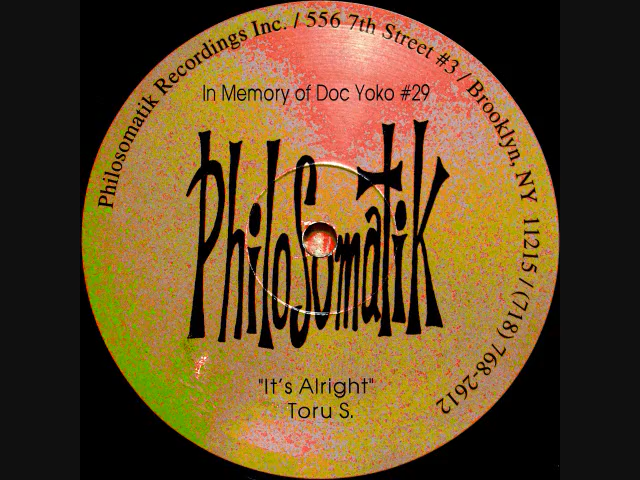 Philosomatik Recordings Inc. / 556 7th Street #3 / Brooklyn, NY 11215 / (718) 768-2612
In Memory of Doc Yoko #29
PhiloSomatik
"It's Alright"
Toru S.